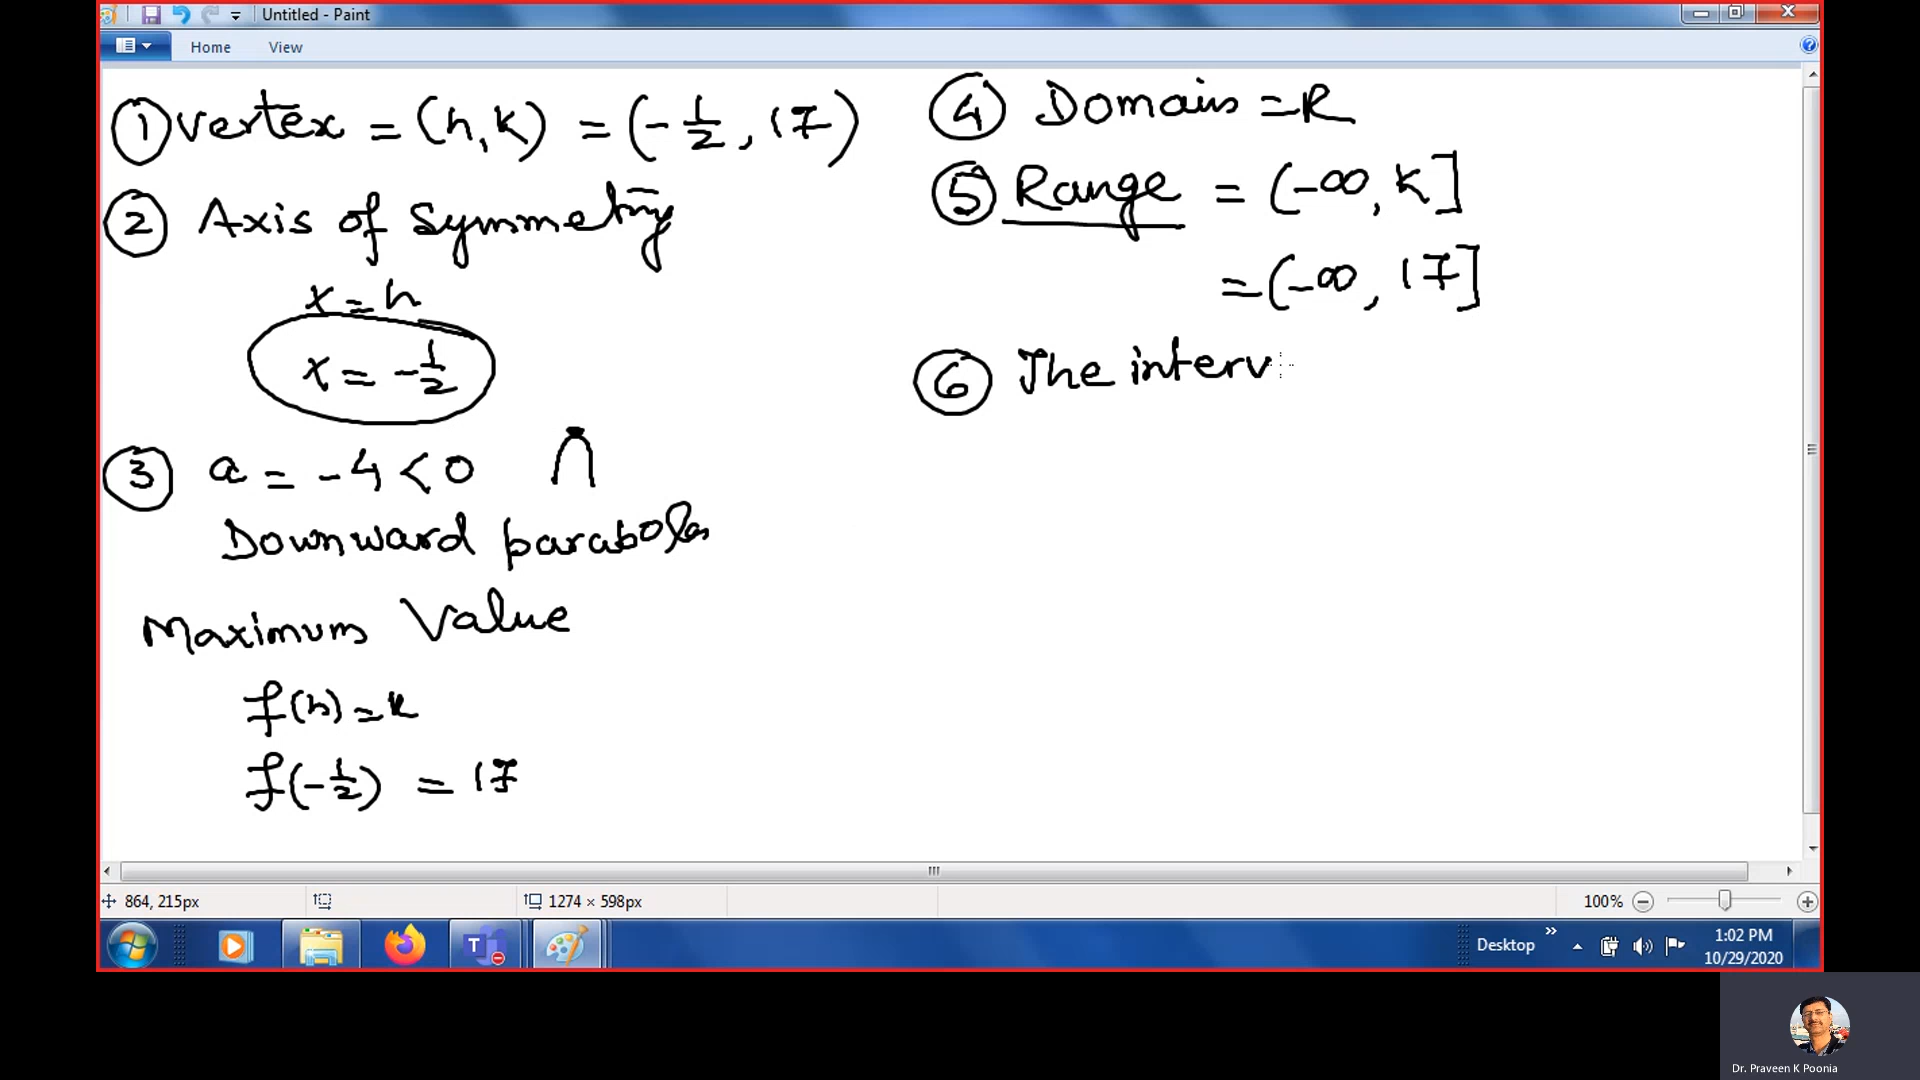 Untitled - Paint
Home View
① Vertex = (h, k) = (-1/2, 17)
② Axis of Symmetry
x = h
x = -1/2
③ a = -4 < 0
Downward parabola
Maximum Value
f(h) = k
f(-1/2) = 17
④ Domain = R
⑤ Range = (-∞, k]
= (-∞, 17]
⑥ The interv
864, 215px
1274 × 598px
100%
Desktop
1:02 PM
10/29/2020
Dr. Praveen K Poonia